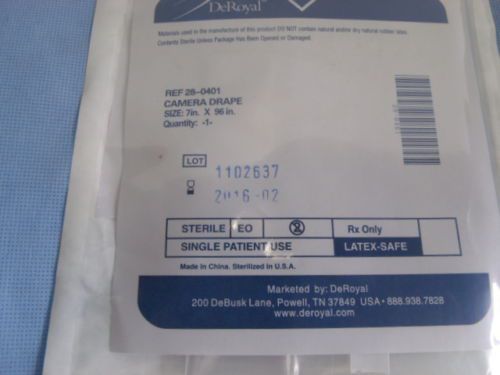 DeRoyal
Materials used in the manufacture of this product DO NOT contain natural and/or dry natural rubber latex.
Contents Sterile Unless Package Has Been Opened or Damaged.
REF 28-0401
CAMERA DRAPE
SIZE: 7in. X 96 in.
Quantity: -1-
LOT 1102637
2016-02
STERILE EO Rx Only
SINGLE PATIENT USE LATEX-SAFE
Made in China. Sterilized in U.S.A.
Marketed by: DeRoyal
200 DeBusk Lane, Powell, TN 37849 USA • 888.938.7828
www.deroyal.com